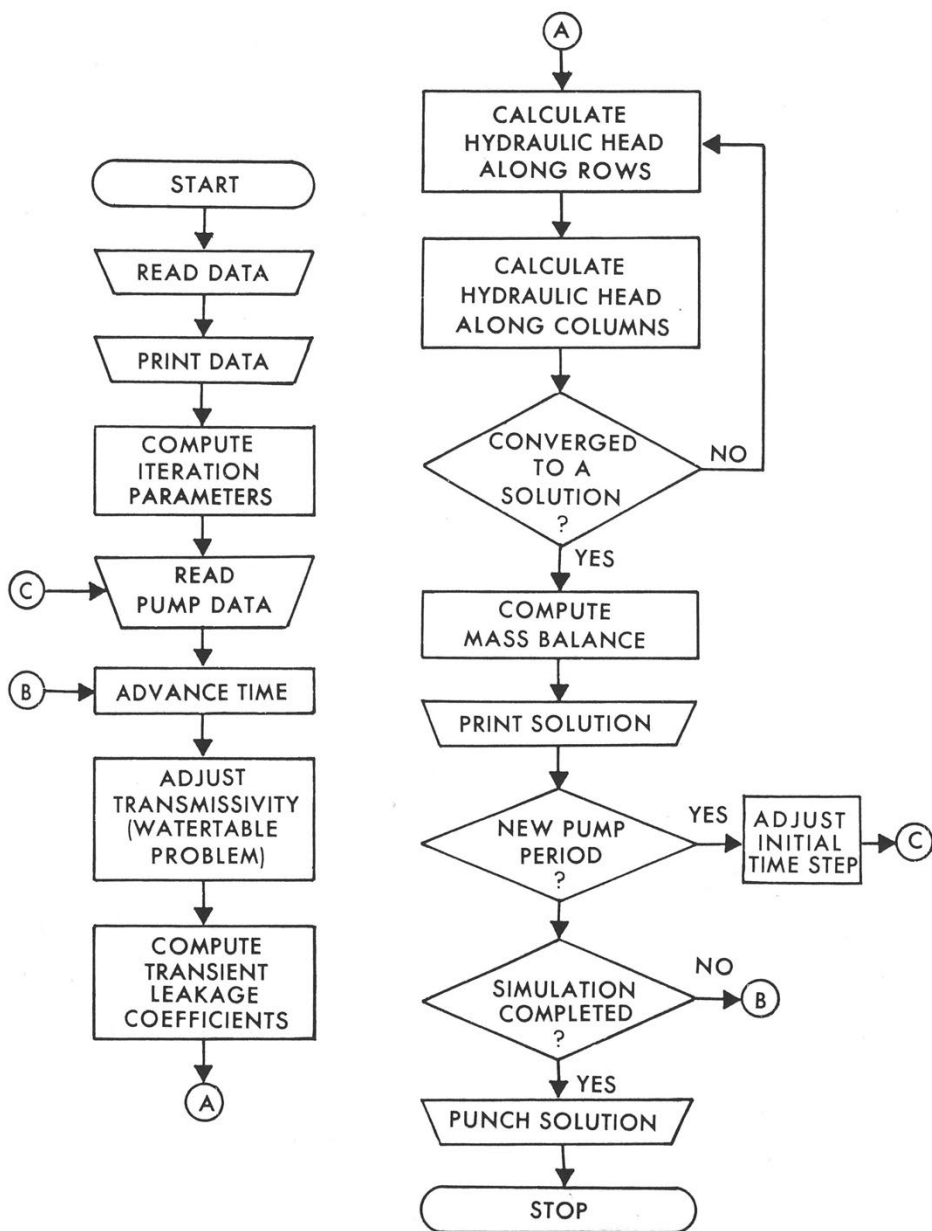 START
READ DATA
PRINT DATA
COMPUTE
ITERATION
PARAMETERS
C
READ
PUMP DATA
B
ADVANCE TIME
ADJUST
TRANSMISSIVITY
(WATERTABLE
PROBLEM)
COMPUTE
TRANSIENT
LEAKAGE
COEFFICIENTS
A
A
CALCULATE
HYDRAULIC HEAD
ALONG ROWS
CALCULATE
HYDRAULIC HEAD
ALONG COLUMNS
CONVERGED
TO A
SOLUTION
?
NO
YES
COMPUTE
MASS BALANCE
PRINT SOLUTION
NEW PUMP
PERIOD
?
YES
ADJUST
INITIAL
TIME STEP
C
SIMULATION
COMPLETED
?
NO
B
YES
PUNCH SOLUTION
STOP